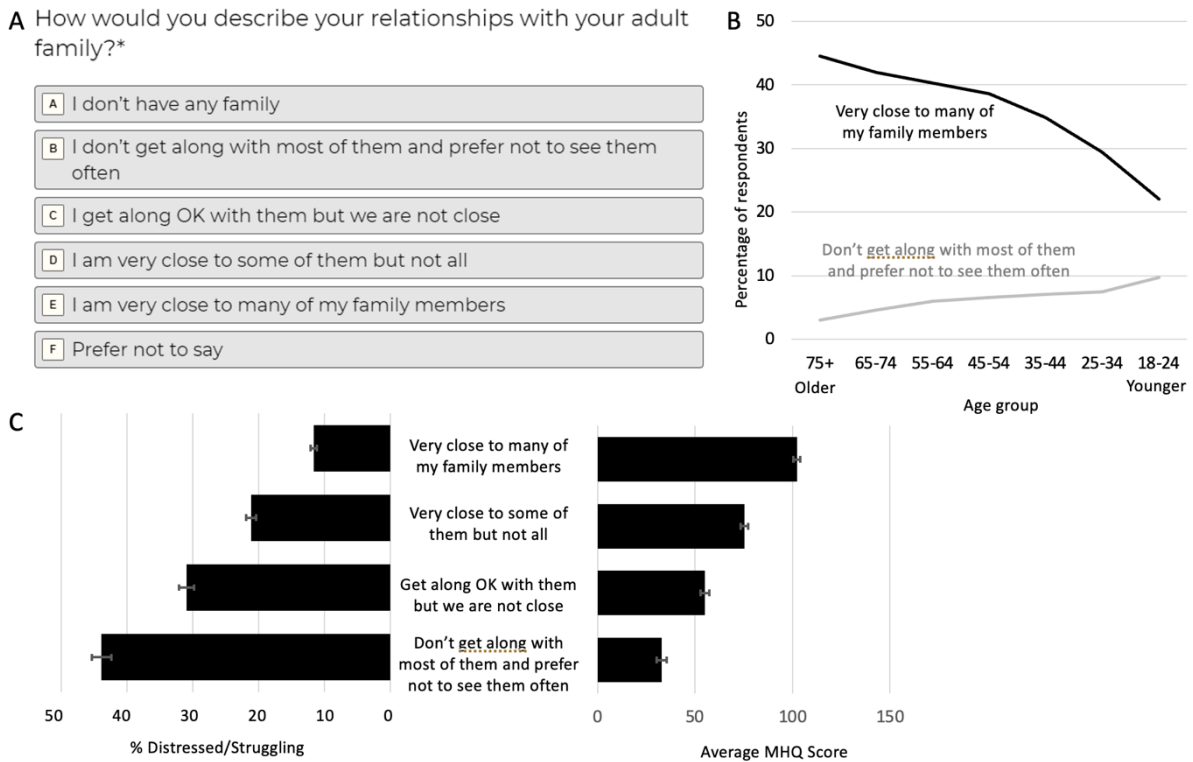 A
How would you describe your relationships with your adult
family?*
A I don't have any family
B I don't get along with most of them and prefer not to see them
often
C I get along OK with them but we are not close
D I am very close to some of them but not all
E I am very close to many of my family members
F Prefer not to say
B
Percentage of respondents
50
40
30
20
10
0
Very close to many of
my family members
Don't get along with most of them
and prefer not to see them often
75+ 65-74 55-64 45-54 35-44 25-34 18-24
Older Younger
Age group
C
Very close to many of
my family members
Very close to some of
them but not all
Get along OK with them
but we are not close
Don't get along with
most of them and prefer
not to see them often
50 40 30 20 10 0
% Distressed/Struggling
0 50 100 150
Average MHQ Score